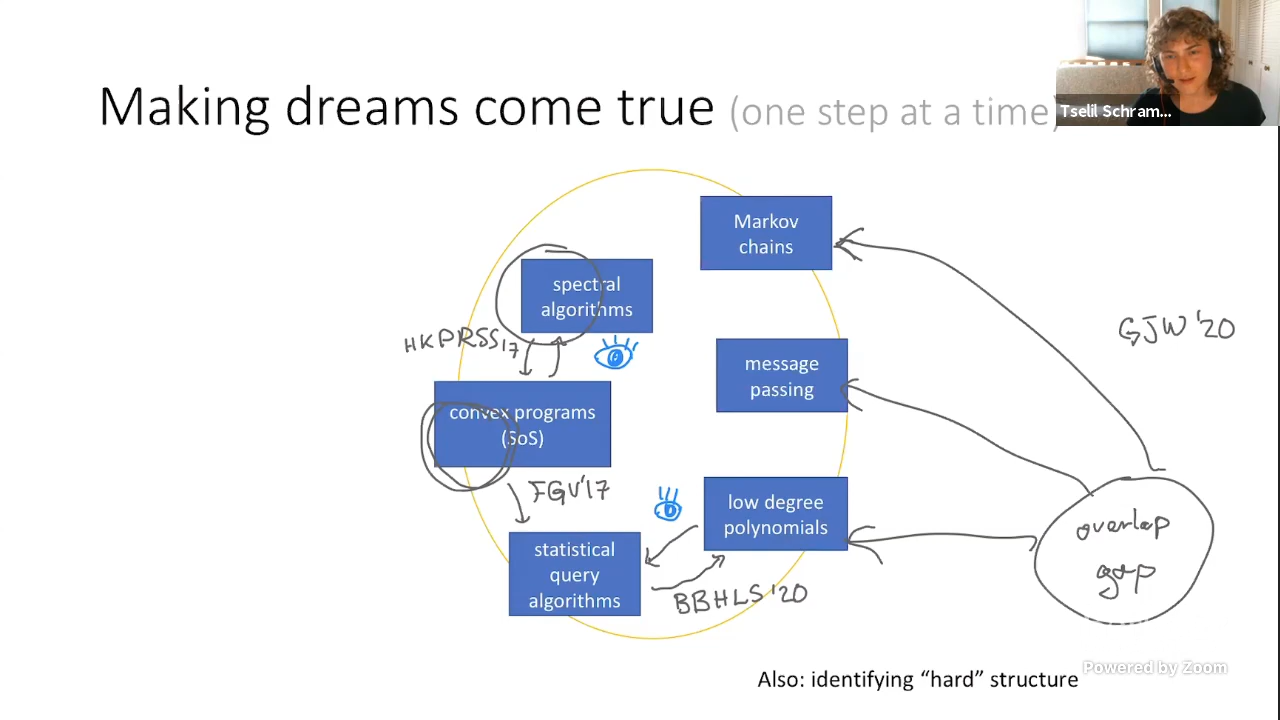 Making dreams come true (one step at a time)
Tselil Schram...
Markov
chains
spectral
algorithms
HKPRSS17
GJW '20
message
passing
convex programs
(SoS)
FGV'17
low degree
polynomials
overlap
gap
statistical
query
algorithms
BBHLS '20
Also: identifying “hard” structure
Powered by Zoom